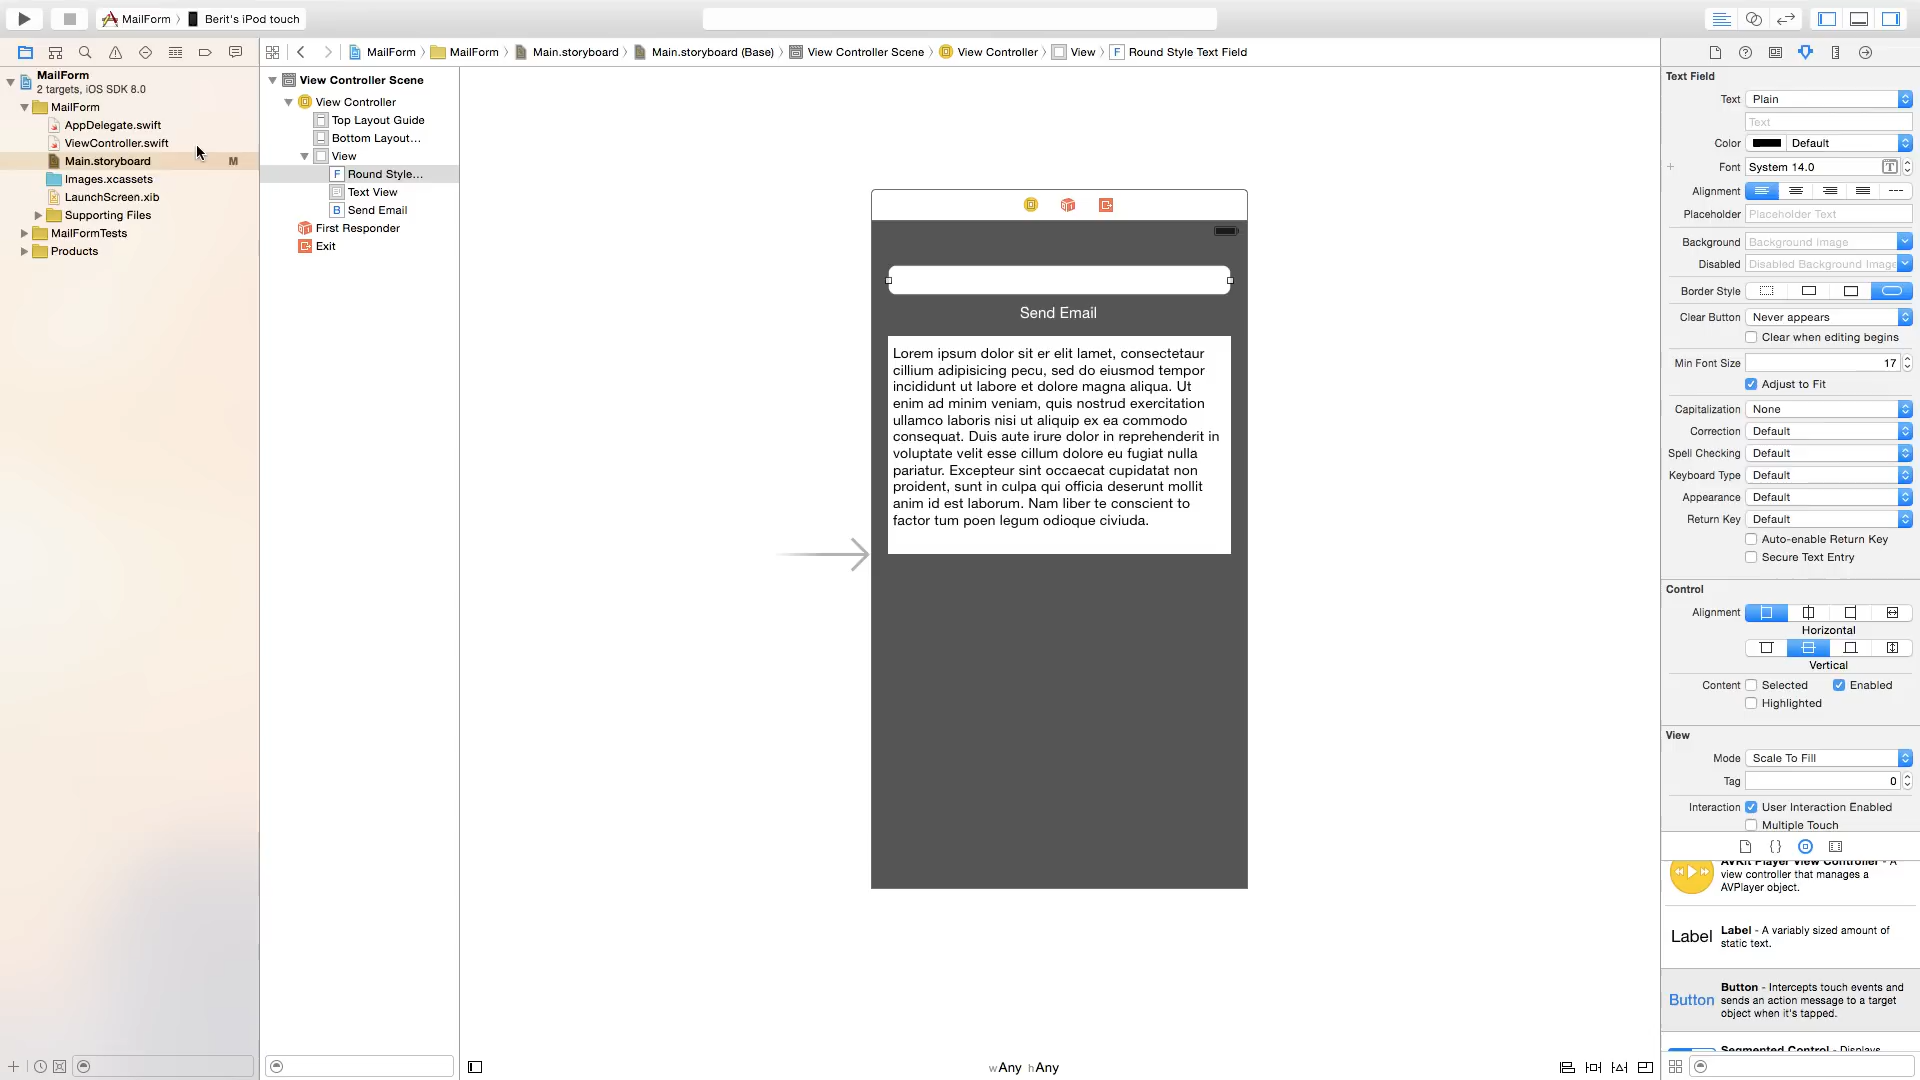 MailForm 〉 Berit's iPod touch
MailForm 〉 MailForm 〉 Main.storyboard 〉 Main.storyboard (Base) 〉 View Controller Scene 〉 View Controller 〉 View 〉 F Round Style Text Field
MailForm
2 targets, iOS SDK 8.0
MailForm
AppDelegate.swift
ViewController.swift
Main.storyboard M
Images.xcassets
LaunchScreen.xib
Supporting Files
MailFormTests
Products
View Controller Scene
View Controller
Top Layout Guide
Bottom Layout…
View
F Round Style…
Text View
B Send Email
First Responder
Exit
Send Email
Lorem ipsum dolor sit er elit lamet, consectetaur
cillium adipisicing pecu, sed do eiusmod tempor
incididunt ut labore et dolore magna aliqua. Ut
enim ad minim veniam, quis nostrud exercitation
ullamco laboris nisi ut aliquip ex ea commodo
consequat. Duis aute irure dolor in reprehenderit in
voluptate velit esse cillum dolore eu fugiat nulla
pariatur. Excepteur sint occaecat cupidatat non
proident, sunt in culpa qui officia deserunt mollit
anim id est laborum. Nam liber te conscient to
factor tum poen legum odioque civiuda.
wAny hAny
Text Field
Text Plain
Text
Color Default
Font System 14.0 T
Alignment
Placeholder Placeholder Text
Background Background Image
Disabled Disabled Background Image
Border Style
Clear Button Never appears
Clear when editing begins
Min Font Size 17
Adjust to Fit
Capitalization None
Correction Default
Spell Checking Default
Keyboard Type Default
Appearance Default
Return Key Default
Auto-enable Return Key
Secure Text Entry
Control
Alignment
Horizontal
Vertical
Content Selected Enabled
Highlighted
View
Mode Scale To Fill
Tag 0
Interaction User Interaction Enabled
Multiple Touch
{ }
AVKit Player View Controller - A
view controller that manages a
AVPlayer object.
Label Label - A variably sized amount of
static text.
Button Button - Intercepts touch events and
sends an action message to a target
object when it's tapped.
Segmented Control - Displays